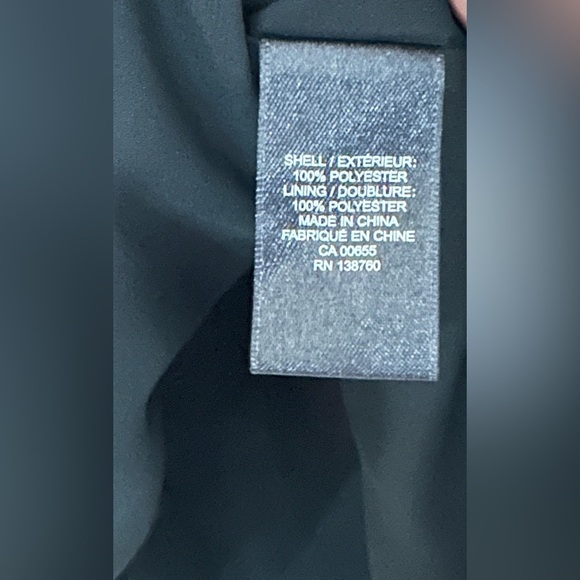 SHELL / EXTÉRIEUR:
100% POLYESTER
LINING / DOUBLURE:
100% POLYESTER
MADE IN CHINA
FABRIQUÉ EN CHINE
CA 00655
RN 138760